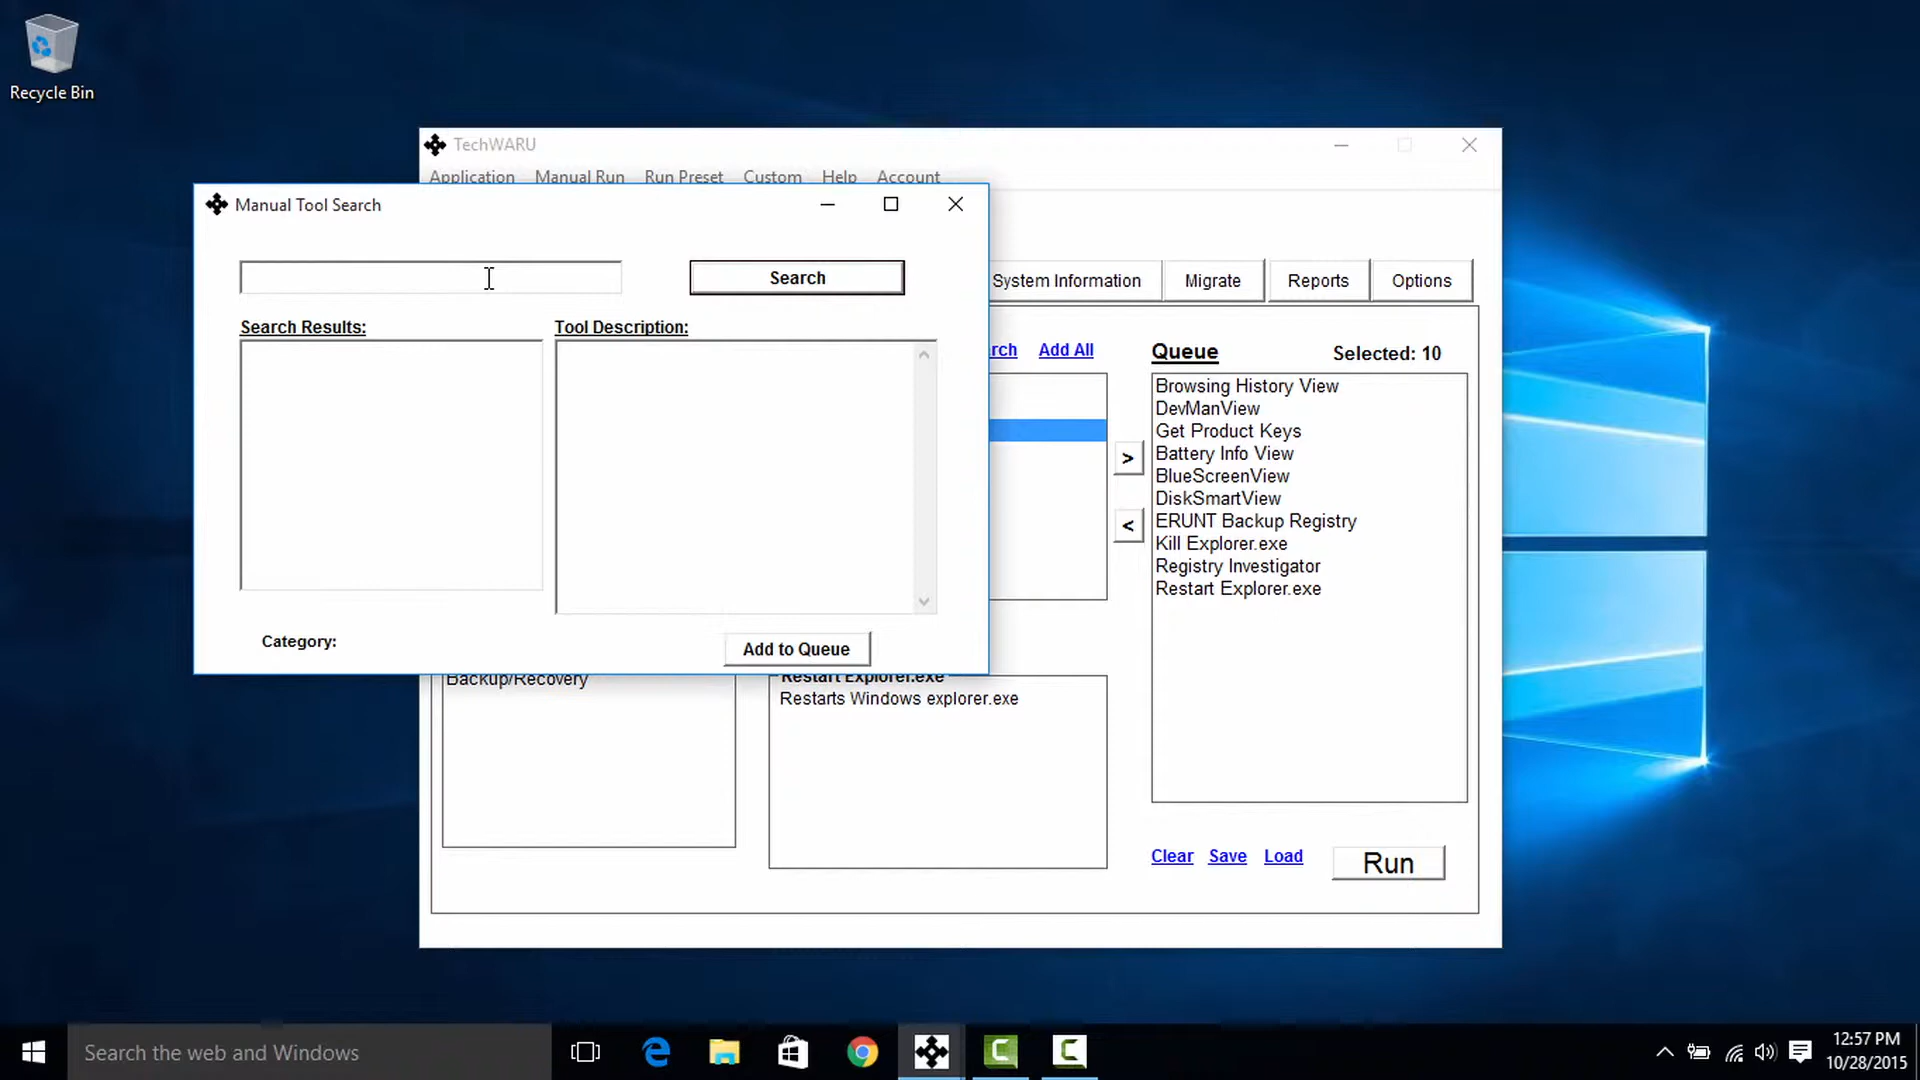 Recycle Bin
TechWARU
Application Manual Run Run Preset Custom Help Account
Manual Tool Search
Search
System Information Migrate Reports Options
Search Results: Tool Description:
rch Add All
Queue Selected: 10
Browsing History View
DevManView
Get Product Keys
Battery Info View
BlueScreenView
DiskSmartView
ERUNT Backup Registry
Kill Explorer.exe
Registry Investigator
Restart Explorer.exe
>
<
Category:
Add to Queue
Backup/Recovery
Restart Explorer.exe
Restarts Windows explorer.exe
Clear Save Load Run
Search the web and Windows
12:57 PM
10/28/2015